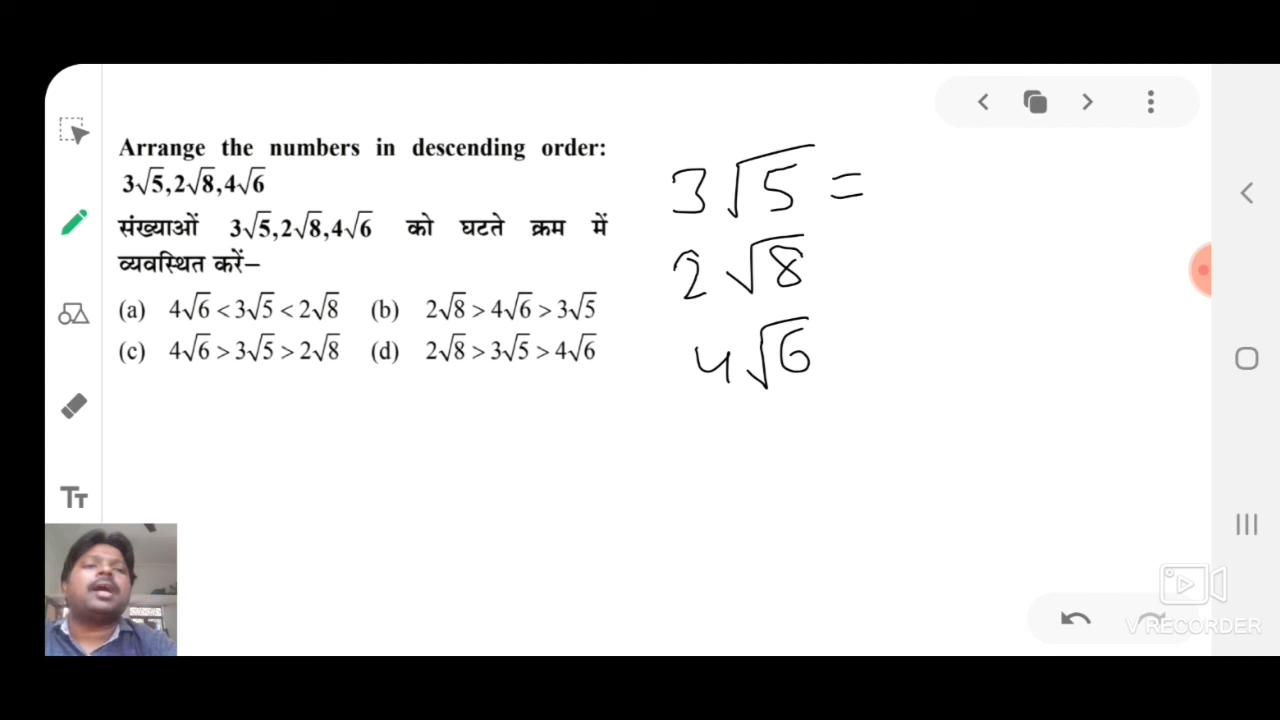 Arrange the numbers in descending order:
3√5, 2√8, 4√6
संख्याओं 3√5, 2√8, 4√6 को घटते क्रम में
व्यवस्थित करें–
(a) 4√6 < 3√5 < 2√8 (b) 2√8 > 4√6 > 3√5
(c) 4√6 > 3√5 > 2√8 (d) 2√8 > 3√5 > 4√6
3√5 =
2√8
4√6
TT
V RECORDER